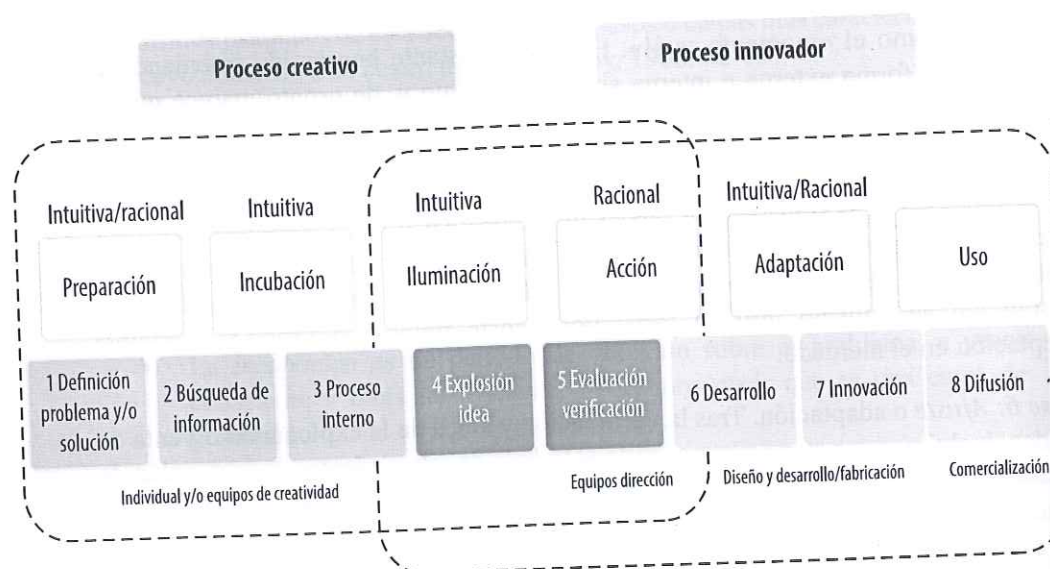 Proceso creativo
Proceso innovador
Intuitiva/racional
Intuitiva
Intuitiva
Racional
Intuitiva/Racional
Preparación
Incubación
Iluminación
Acción
Adaptación
Uso
1 Definición
problema y/o
solución
2 Búsqueda de
información
3 Proceso
interno
4 Explosión
idea
5 Evaluación
verificación
6 Desarrollo
7 Innovación
8 Difusión
Individual y/o equipos de creatividad
Equipos dirección
Diseño y desarrollo/fabricación
Comercialización